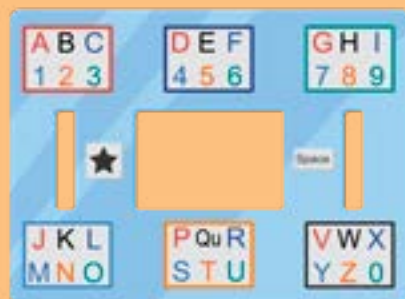 A B C D E F G H I
1 2 3 4 5 6 7 8 9
Space
J K L P Qu R V W X
M N O S T U Y Z 0